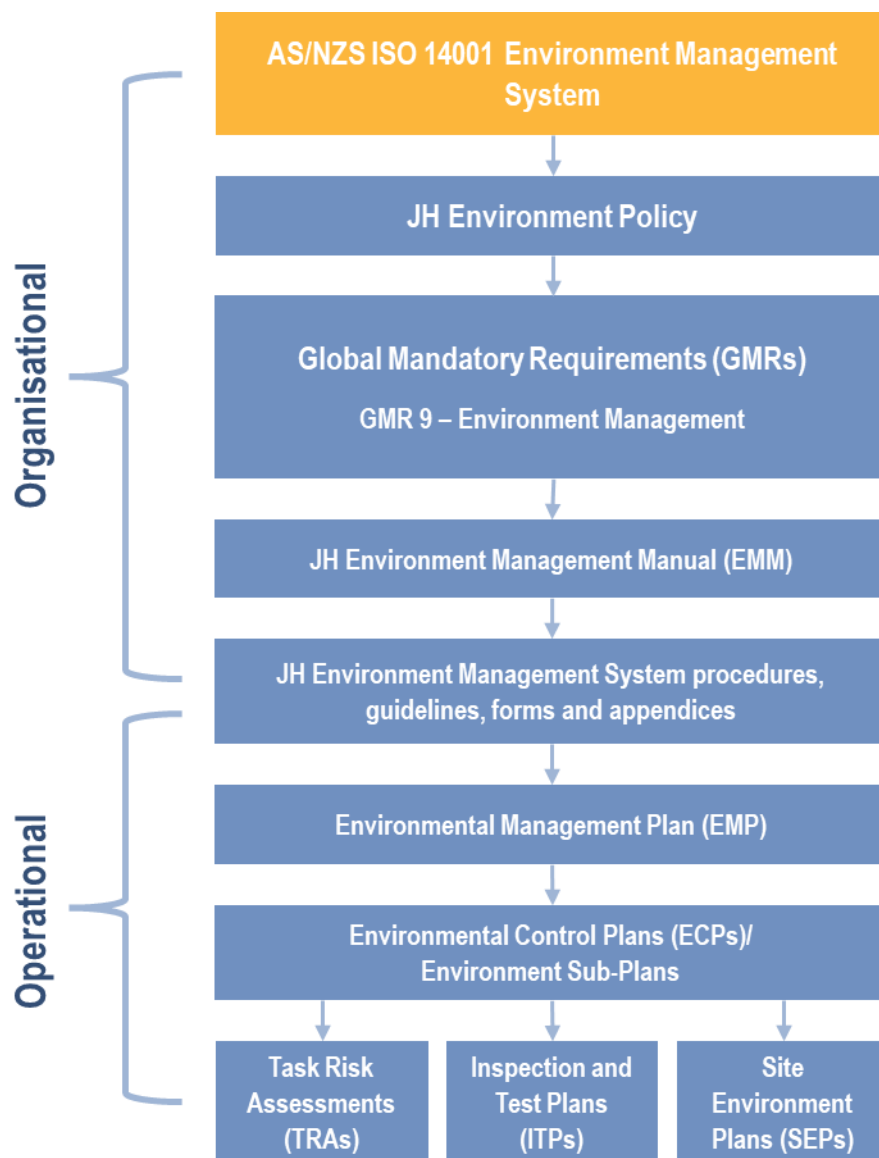 AS/NZS ISO 14001 Environment Management
System
JH Environment Policy
Organisational
Global Mandatory Requirements (GMRs)
GMR 9 – Environment Management
JH Environment Management Manual (EMM)
JH Environment Management System procedures,
guidelines, forms and appendices
Operational
Environmental Management Plan (EMP)
Environmental Control Plans (ECPs)/
Environment Sub-Plans
Task Risk
Assessments
(TRAs)
Inspection and
Test Plans
(ITPs)
Site
Environment
Plans (SEPs)